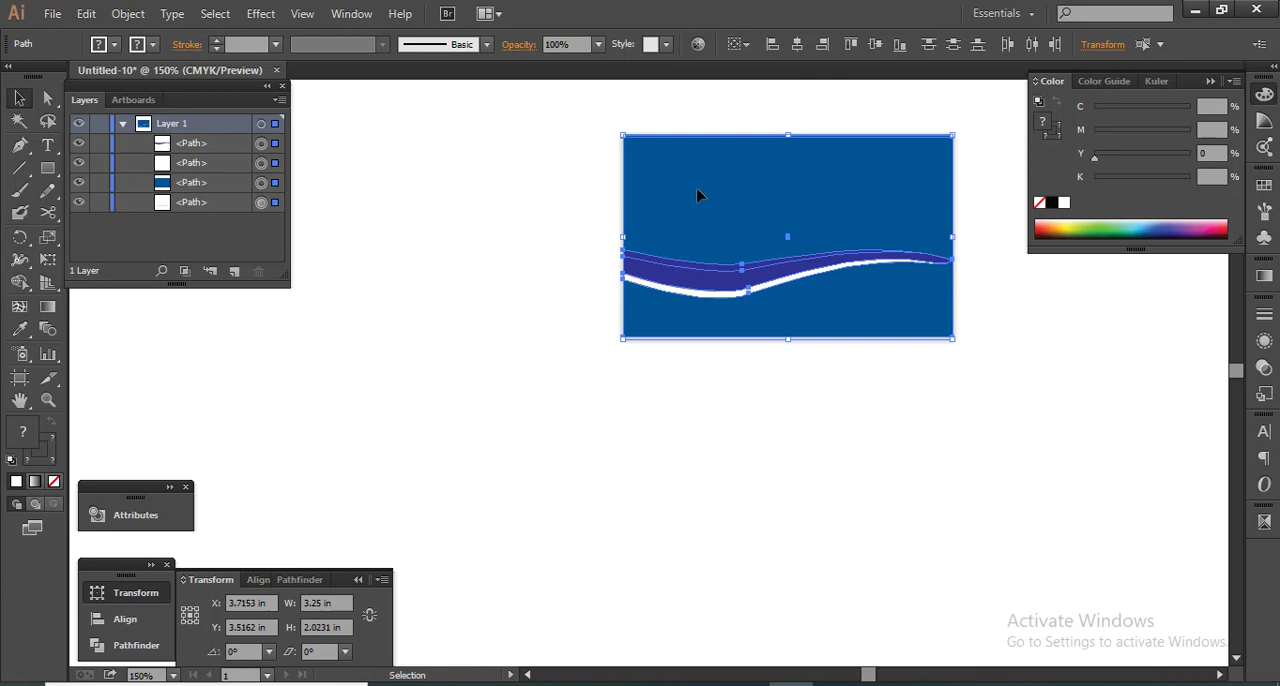 Ai File Edit Object Type Select Effect View Window Help Br Essentials
Path ? ? Stroke: Basic Opacity: 100% Style: Transform
Untitled-10* @ 150% (CMYK/Preview)
Layers Artboards
Layer 1
<Path>
<Path>
<Path>
<Path>
1 Layer
Color Color Guide Kuler
C %
M %
? Y 0 %
K %
T
? ?
?
? ?
Attributes
Transform
Align
Pathfinder
Transform Align Pathfinder
X: 3.7153 in W: 3.25 in
Y: 3.5162 in H: 2.0231 in
0° 0°
A
O
Activate Windows
Go to Settings to activate Windows.
150% 1 Selection